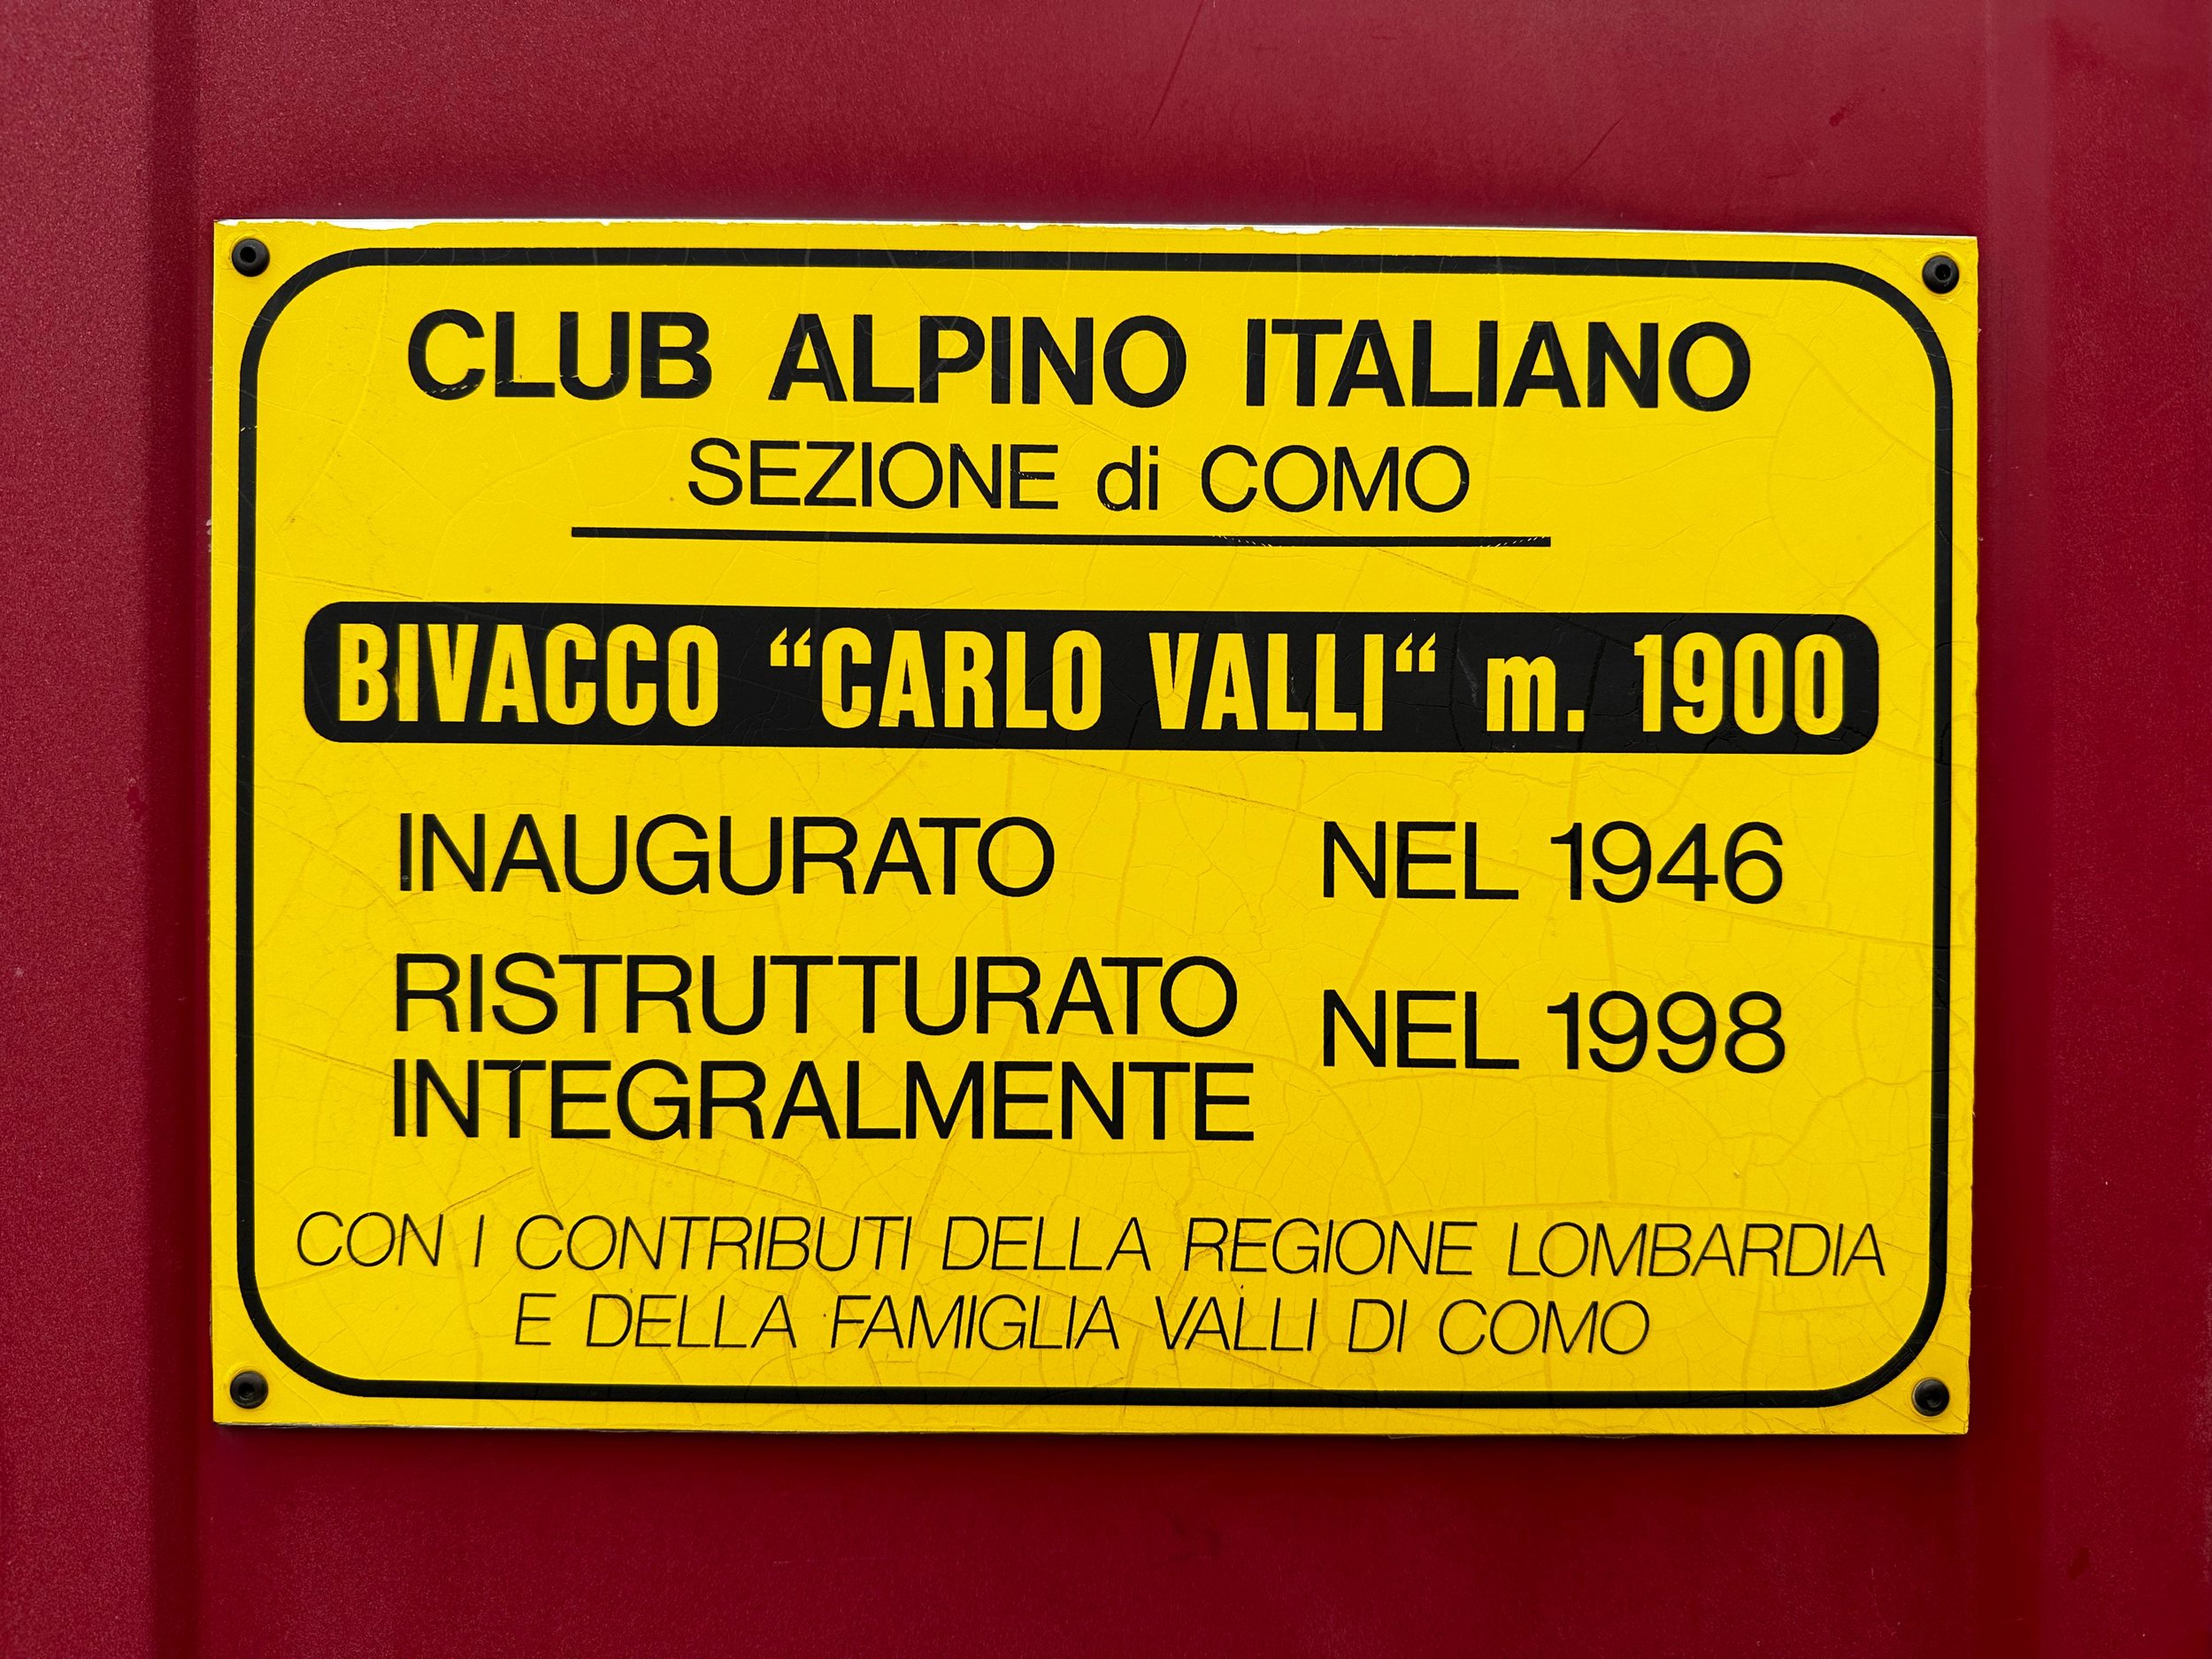 CLUB ALPINO ITALIANO
SEZIONE di COMO
BIVACCO “CARLO VALLI“ m. 1900
INAUGURATO NEL 1946
RISTRUTTURATO
INTEGRALMENTE NEL 1998
CON I CONTRIBUTI DELLA REGIONE LOMBARDIA
E DELLA FAMIGLIA VALLI DI COMO